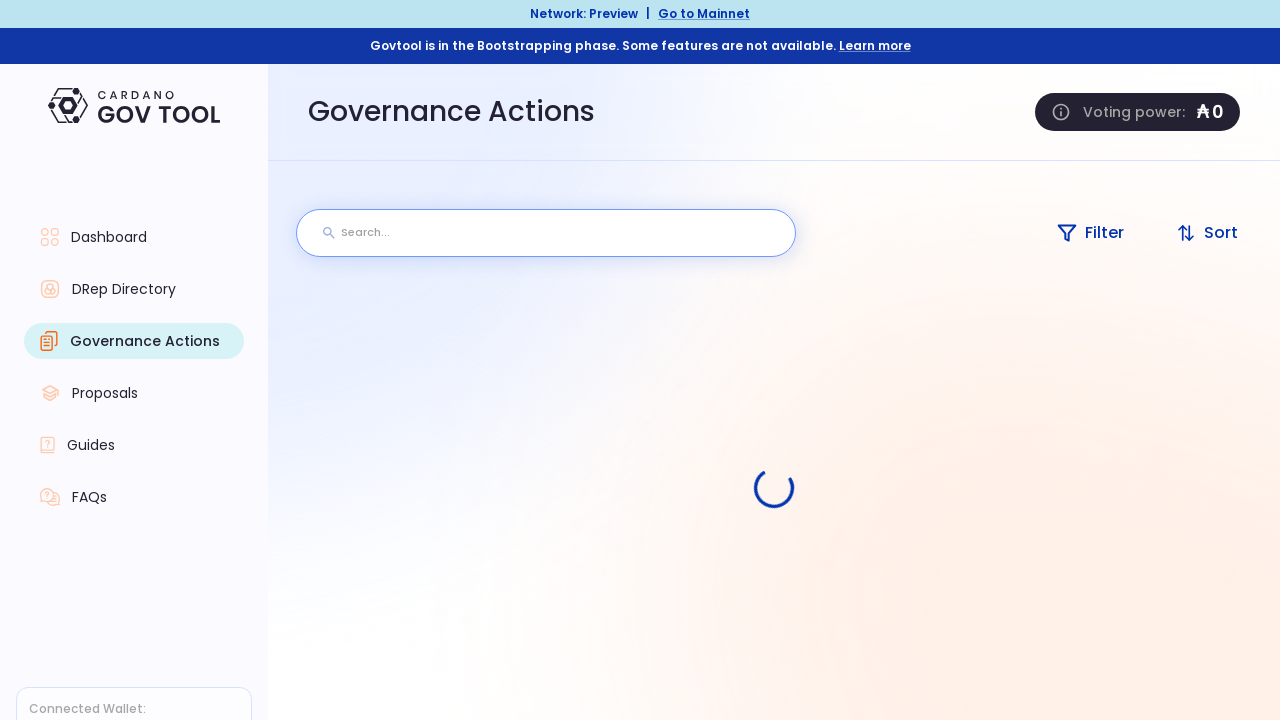 Network: Preview | Go to Mainnet
Govtool is in the Bootstrapping phase. Some features are not available. Learn more
CARDANO
GOV TOOL
Governance Actions
Voting power: ₳ 0
Search...
Filter
Sort
Dashboard
DRep Directory
Governance Actions
Proposals
Guides
FAQs
Connected Wallet: